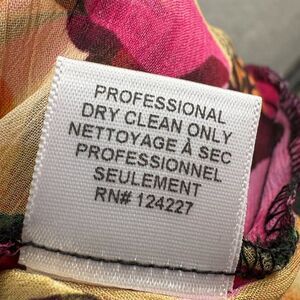 PROFESSIONAL
DRY CLEAN ONLY
NETTOYAGE À SEC
PROFESSIONNEL
SEULEMENT
RN# 124227